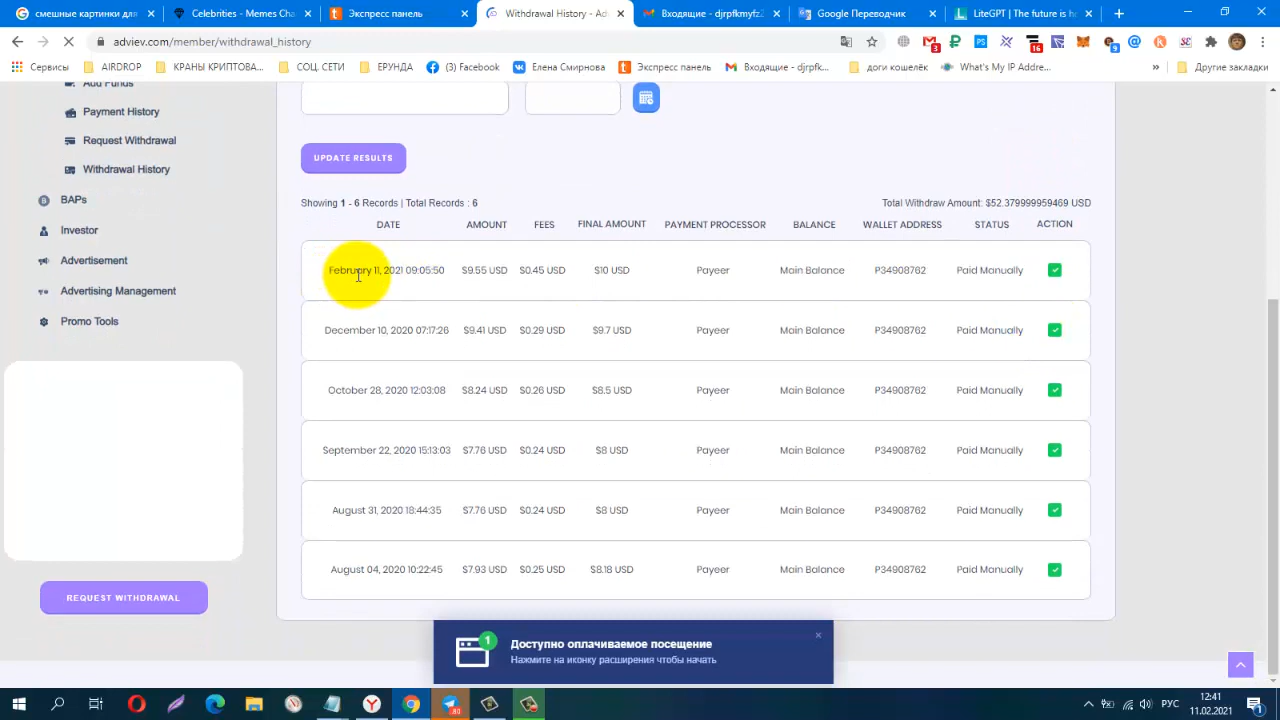 смешные картинки для
Celebrities - Memes Cha
Экспресс панель
Withdrawal History - Adv
Входящие - djrpfkmyfz
Google Переводчик
LiteGPT | The future is h
adviev.com/member/withdrawal_history
3
16
9
Сервисы
AIRDROP
КРАНЫ КРИПТОВА...
СОЦ. СЕТИ
ЕРУНДА
(3) Facebook
Елена Смирнова
Экспресс панель
Входящие - djrpfk...
доги кошелёк
What's My IP Addre...
»
Другие закладки
Add Funds
Payment History
Request Withdrawal
Withdrawal History
BAPs
Investor
Advertisement
Advertising Management
Promo Tools
REQUEST WITHDRAWAL
UPDATE RESULTS
Showing 1 - 6 Records | Total Records : 6
Total Withdraw Amount: $52.379999959469 USD
DATE AMOUNT FEES FINAL AMOUNT PAYMENT PROCESSOR BALANCE WALLET ADDRESS STATUS ACTION
February 11, 2021 09:05:50 $9.55 USD $0.45 USD $10 USD Payeer Main Balance P34908762 Paid Manually
December 10, 2020 07:17:26 $9.41 USD $0.29 USD $9.7 USD Payeer Main Balance P34908762 Paid Manually
October 28, 2020 12:03:08 $8.24 USD $0.26 USD $8.5 USD Payeer Main Balance P34908762 Paid Manually
September 22, 2020 15:13:03 $7.76 USD $0.24 USD $8 USD Payeer Main Balance P34908762 Paid Manually
August 31, 2020 18:44:35 $7.76 USD $0.24 USD $8 USD Payeer Main Balance P34908762 Paid Manually
August 04, 2020 10:22:45 $7.93 USD $0.25 USD $8.18 USD Payeer Main Balance P34908762 Paid Manually
1
Доступно оплачиваемое посещение
Нажмите на иконку расширения чтобы начать
РУС
12:41
11.02.2021